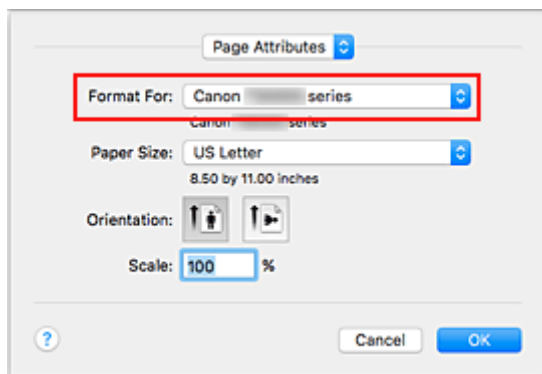 Page Attributes
Format For: Canon series
Canon series
Paper Size: US Letter
8.50 by 11.00 inches
Orientation:
Scale: 100 %
? Cancel OK